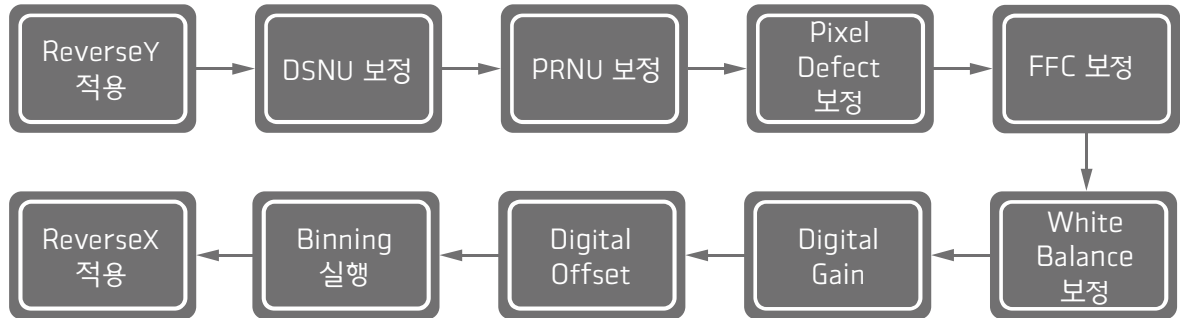 ReverseY
적용
DSNU 보정
PRNU 보정
Pixel
Defect
보정
FFC 보정
White
Balance
보정
Digital
Gain
Digital
Offset
Binning
실행
ReverseX
적용